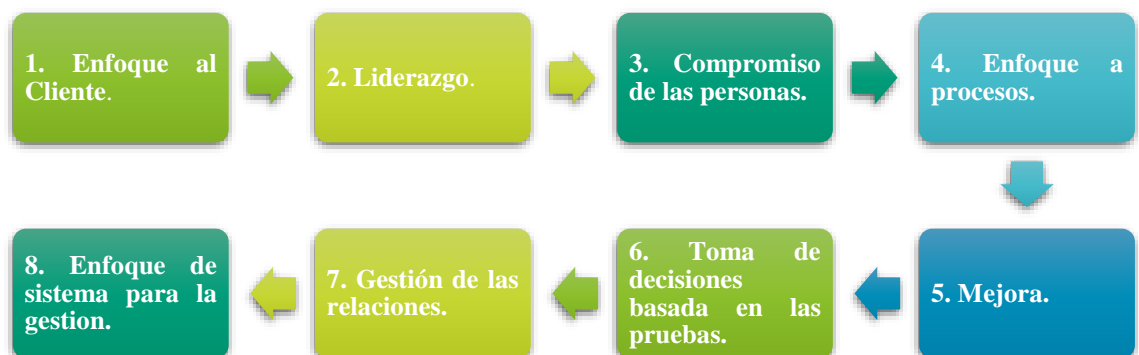 1. Enfoque al
Cliente.
2. Liderazgo.
3. Compromiso
de las personas.
4. Enfoque a
procesos.
5. Mejora.
6. Toma de
decisiones
basada en las
pruebas.
7. Gestión de las
relaciones.
8. Enfoque de
sistema para la
gestion.